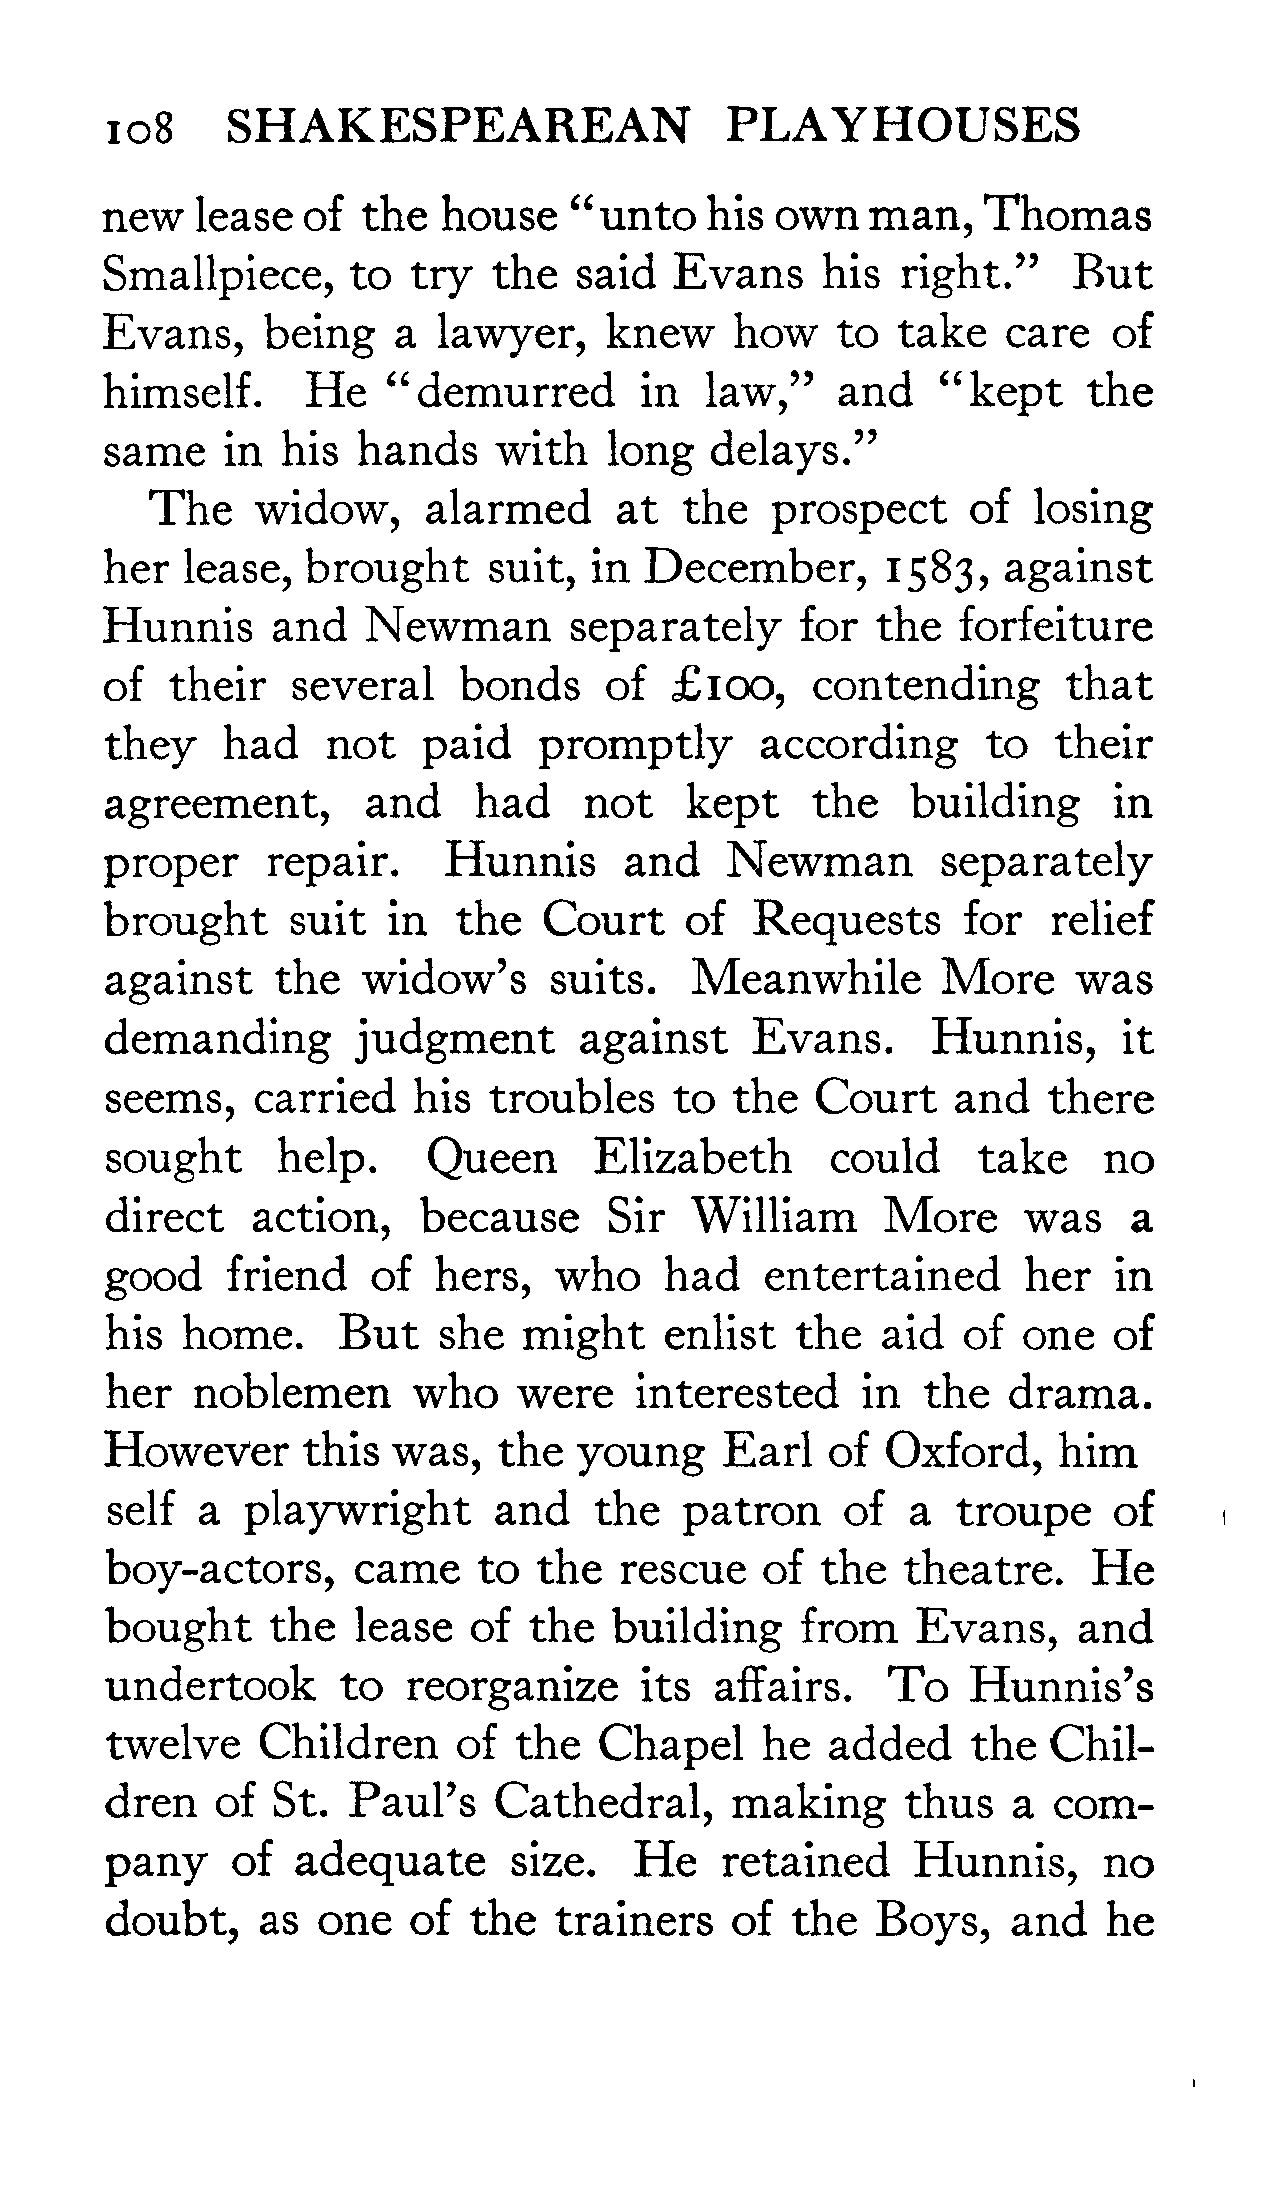 108 SHAKESPEAREAN PLAYHOUSES
new lease of the house "unto his own man, Thomas
Smallpiece, to try the said Evans his right." But
Evans, being a lawyer, knew how to take care of
himself. He "demurred in law," and "kept the
same in his hands with long delays."
The widow, alarmed at the prospect of losing
her lease, brought suit, in December, 1583, against
Hunnis and Newman separately for the forfeiture
of their several bonds of £100, contending that
they had not paid promptly according to their
agreement, and had not kept the building in
proper repair. Hunnis and Newman separately
brought suit in the Court of Requests for relief
against the widow's suits. Meanwhile More was
demanding judgment against Evans. Hunnis, it
seems, carried his troubles to the Court and there
sought help. Queen Elizabeth could take no
direct action, because Sir William More was a
good friend of hers, who had entertained her in
his home. But she might enlist the aid of one of
her noblemen who were interested in the drama.
However this was, the young Earl of Oxford, him
self a playwright and the patron of a troupe of
boy-actors, came to the rescue of the theatre. He
bought the lease of the building from Evans, and
undertook to reorganize its affairs. To Hunnis's
twelve Children of the Chapel he added the Chil-
dren of St. Paul's Cathedral, making thus a com-
pany of adequate size. He retained Hunnis, no
doubt, as one of the trainers of the Boys, and he